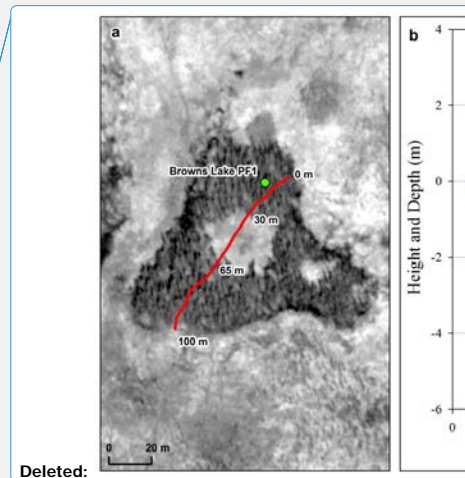 a
Browns Lake PF1
0 m
30 m
65 m
100 m
0 20 m
b
Height and Depth (m)
4
2
0
-2
-4
-6
0
Deleted: